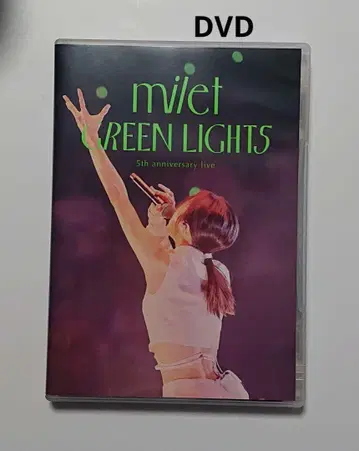 DVD
milet
GREEN LIGHTS
5th anniversary live